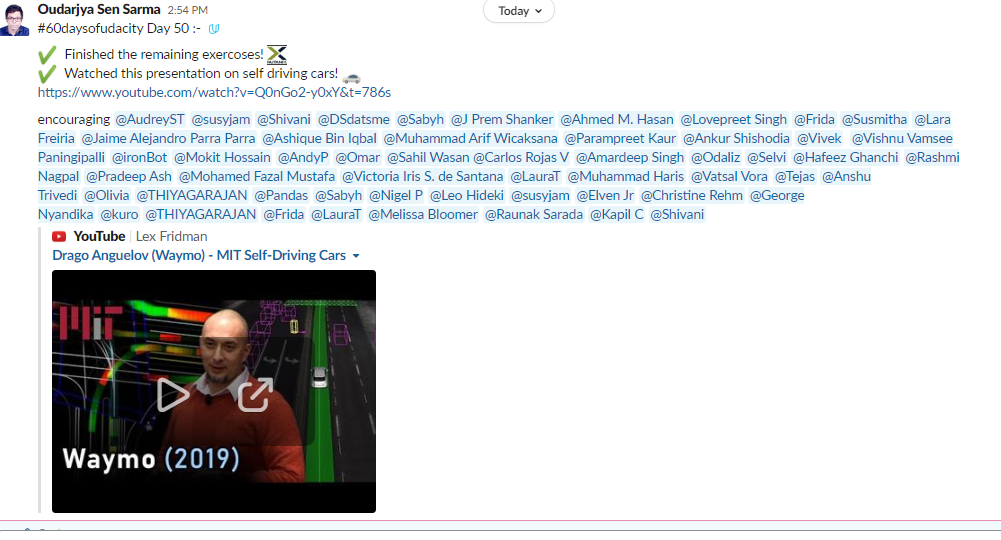 Oudarjya Sen Sarma 2:54 PM
Today
#60daysofudacity Day 50 :-
Finished the remaining exercoses!
NUTANIX
Watched this presentation on self driving cars!
https://www.youtube.com/watch?v=Q0nGo2-y0xY&t=786s
encouraging @AudreyST @susyjam @Shivani @DSdatsme @Sabyh @J Prem Shanker @Ahmed M. Hasan @Lovepreet Singh @Frida @Susmitha @Lara
Freiria @Jaime Alejandro Parra Parra @Ashique Bin Iqbal @Muhammad Arif Wicaksana @Parampreet Kaur @Ankur Shishodia @Vivek @Vishnu Vamsee
Paningipalli @ironBot @Mokit Hossain @AndyP @Omar @Sahil Wasan @Carlos Rojas V @Amardeep Singh @Odaliz @Selvi @Hafeez Ghanchi @Rashmi
Nagpal @Pradeep Ash @Mohamed Fazal Mustafa @Victoria Iris S. de Santana @LauraT @Muhammad Haris @Vatsal Vora @Tejas @Anshu
Trivedi @Olivia @THIYAGARAJAN @Pandas @Sabyh @Nigel P @Leo Hideki @susyjam @Elven Jr @Christine Rehm @George
Nyandika @kuro @THIYAGARAJAN @Frida @LauraT @Melissa Bloomer @Raunak Sarada @Kapil C @Shivani
YouTube | Lex Fridman
Drago Anguelov (Waymo) - MIT Self-Driving Cars
MIT
Waymo (2019)